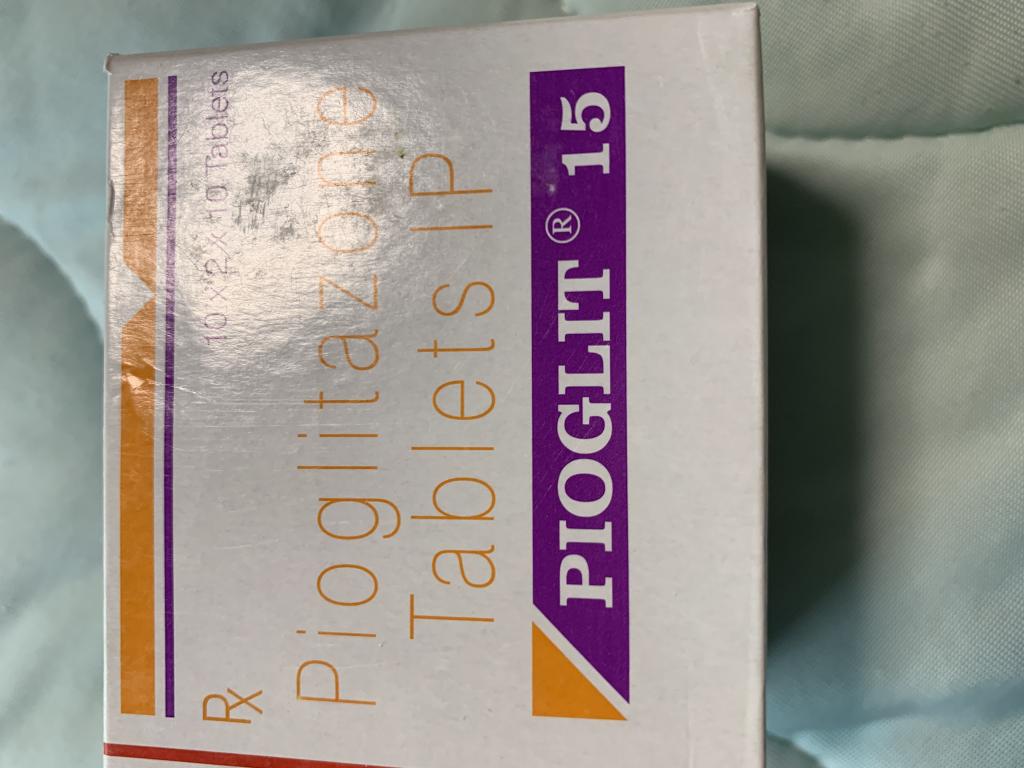 10 x 2 x 10 Tablets
Rx
Pioglitazone
Tablets IP
PIOGLIT ® 15